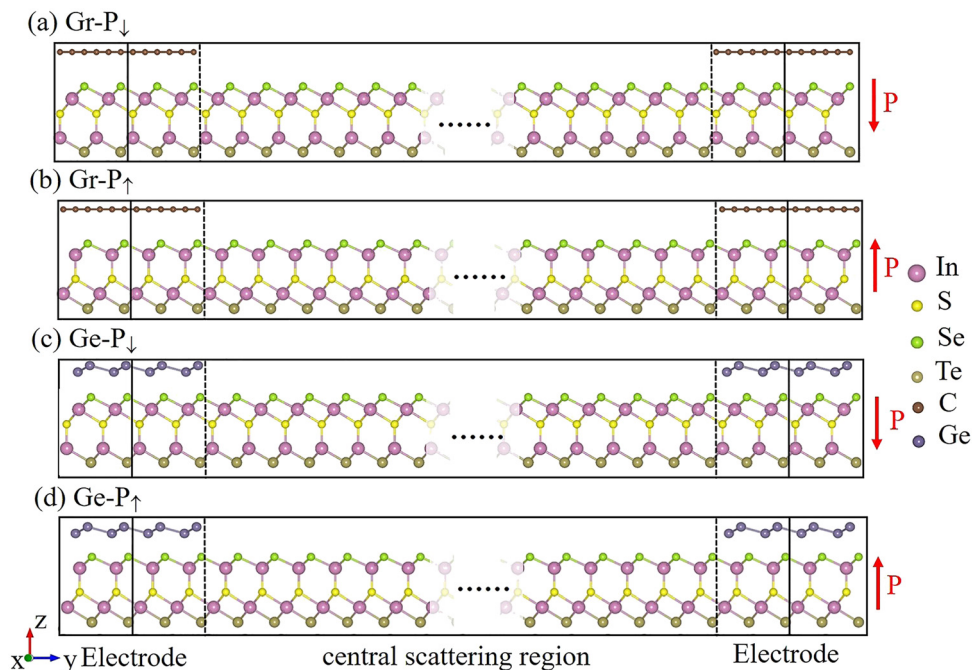 (a) Gr-P↓
P
(b) Gr-P↑
P
In
S
Se
Te
C
Ge
(c) Ge-P↓
P
(d) Ge-P↑
P
z
x
y
Electrode
central scattering region
Electrode